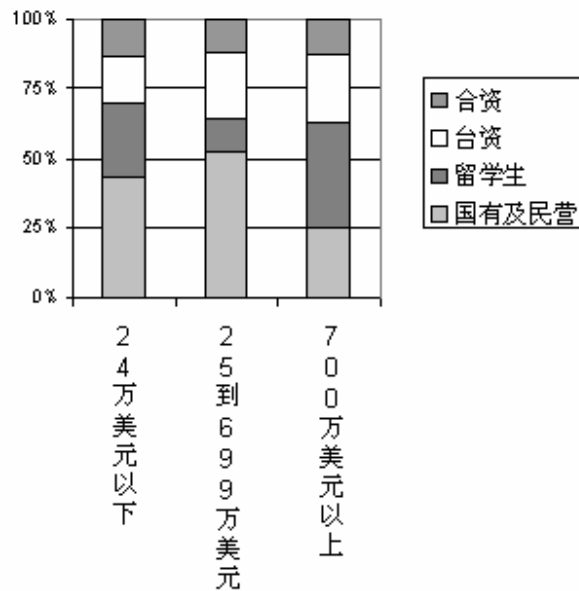 100%
75%
50%
25%
0%
合资
台资
留学生
国有及民营
24万美元以下
25到699万美元
700万美元以上